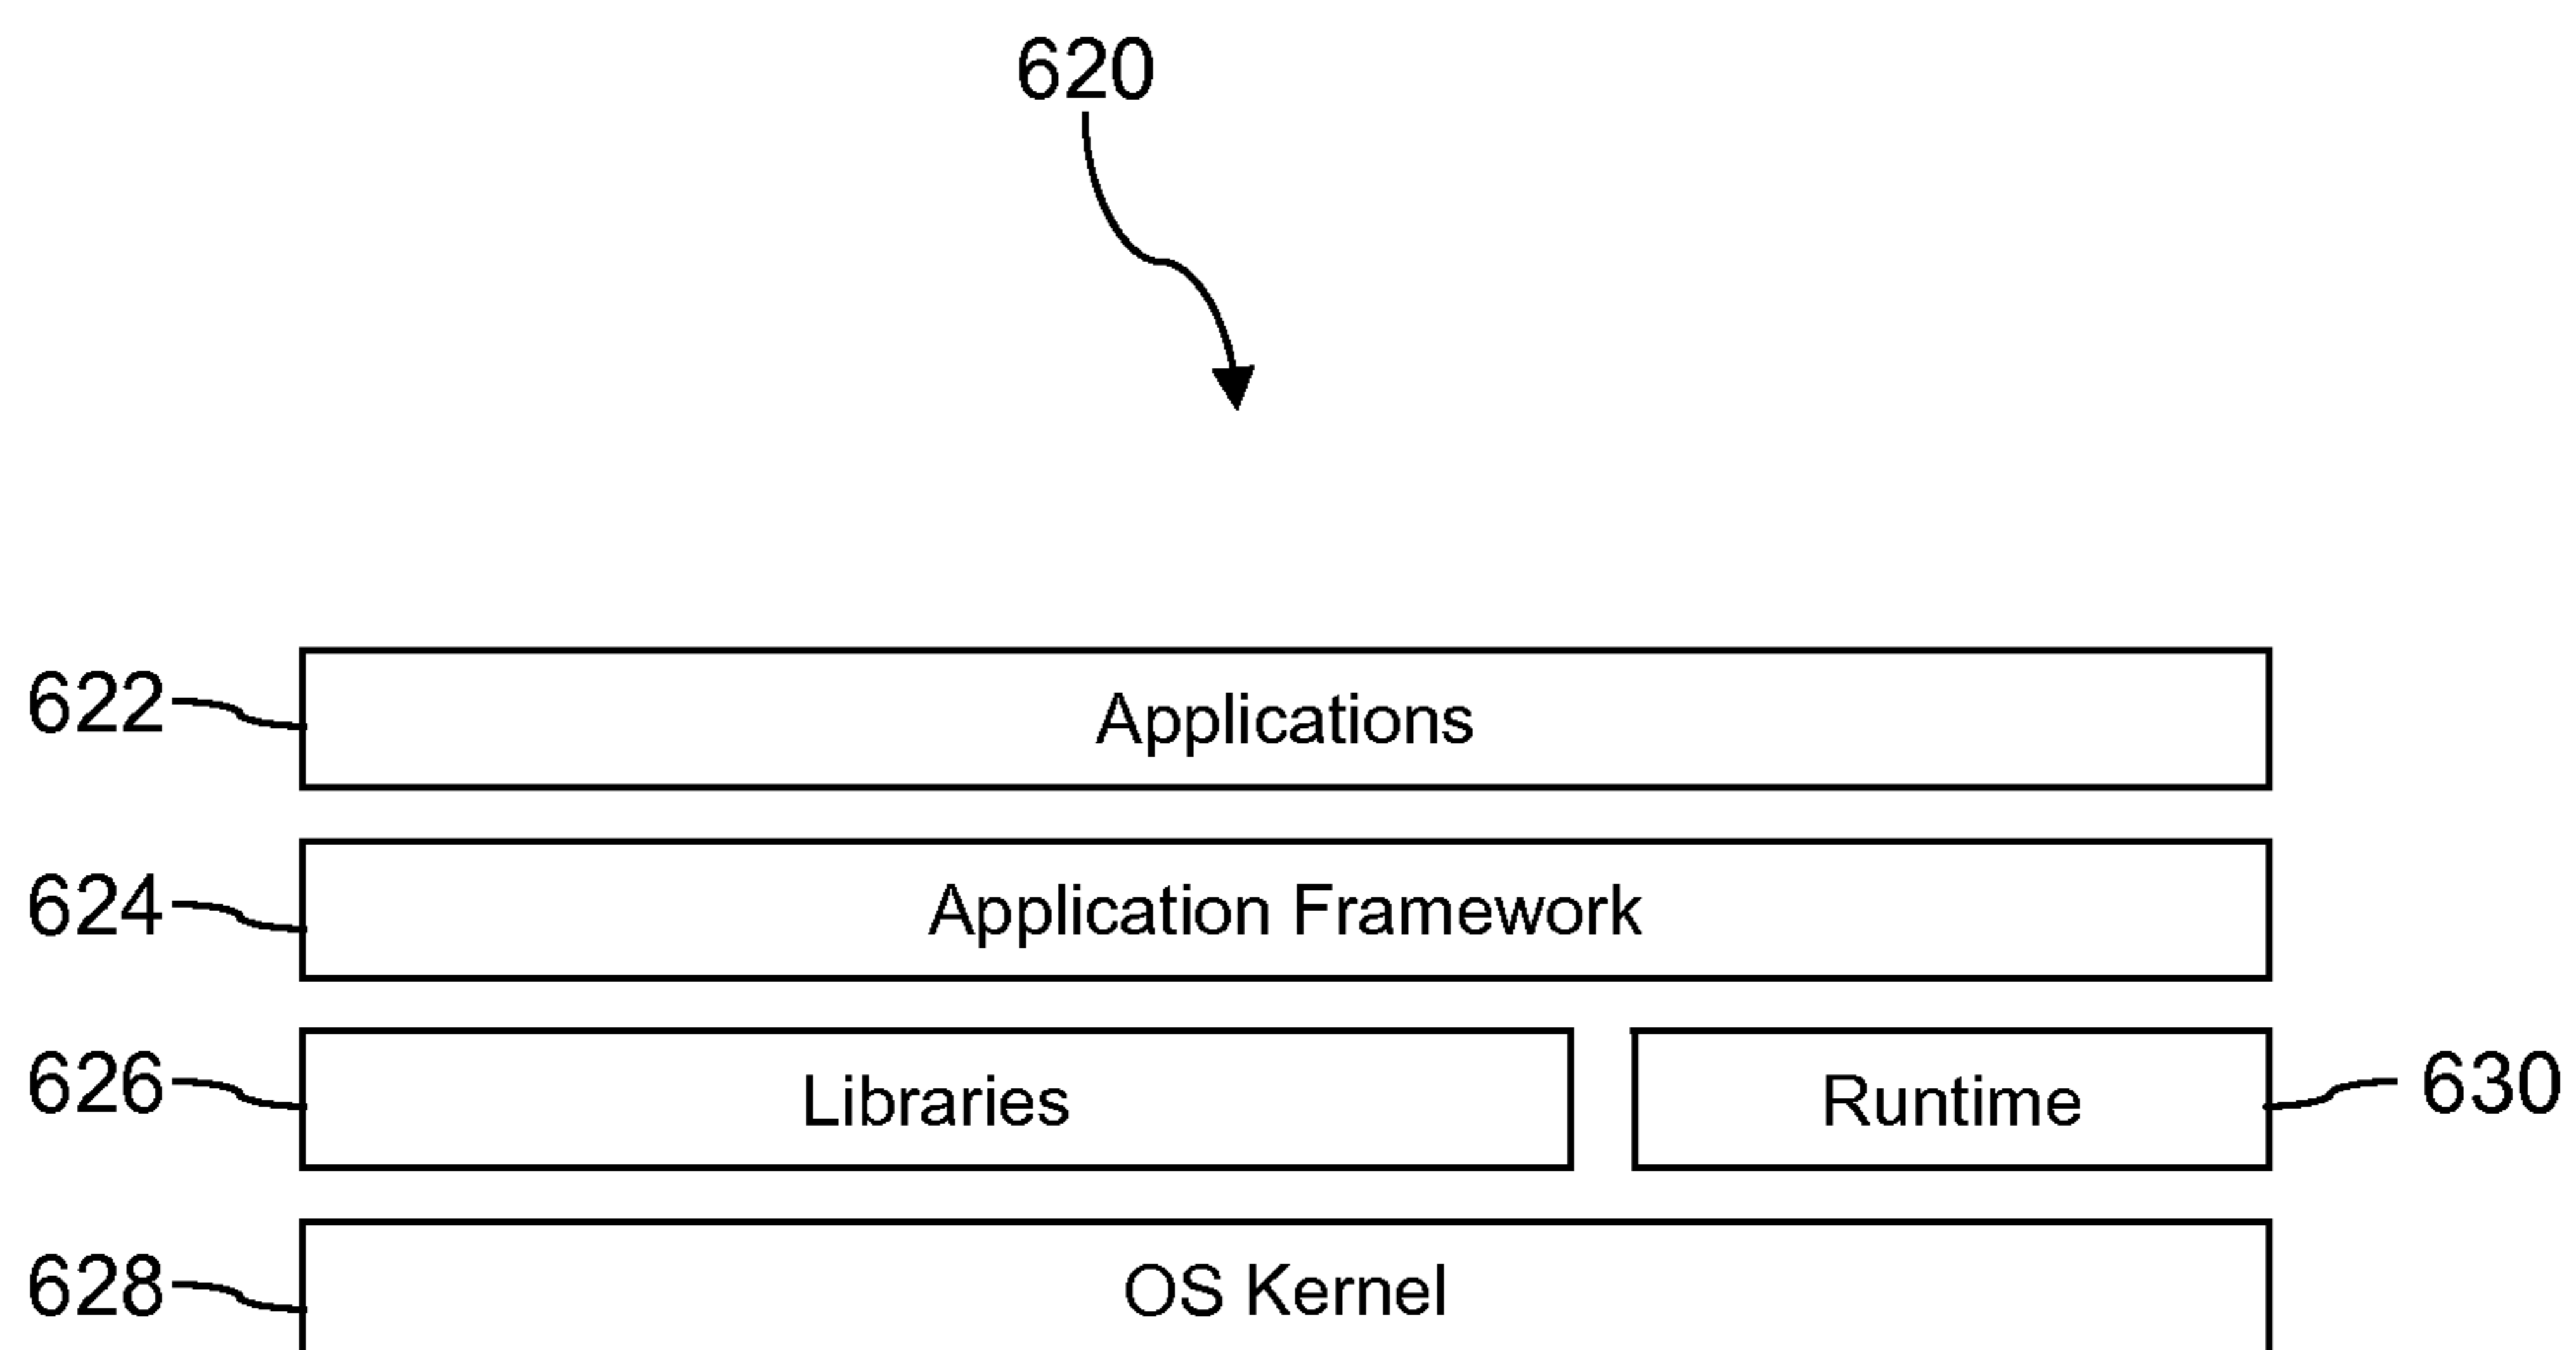 620
622 Applications
624 Application Framework
626 Libraries Runtime 630
628 OS Kernel